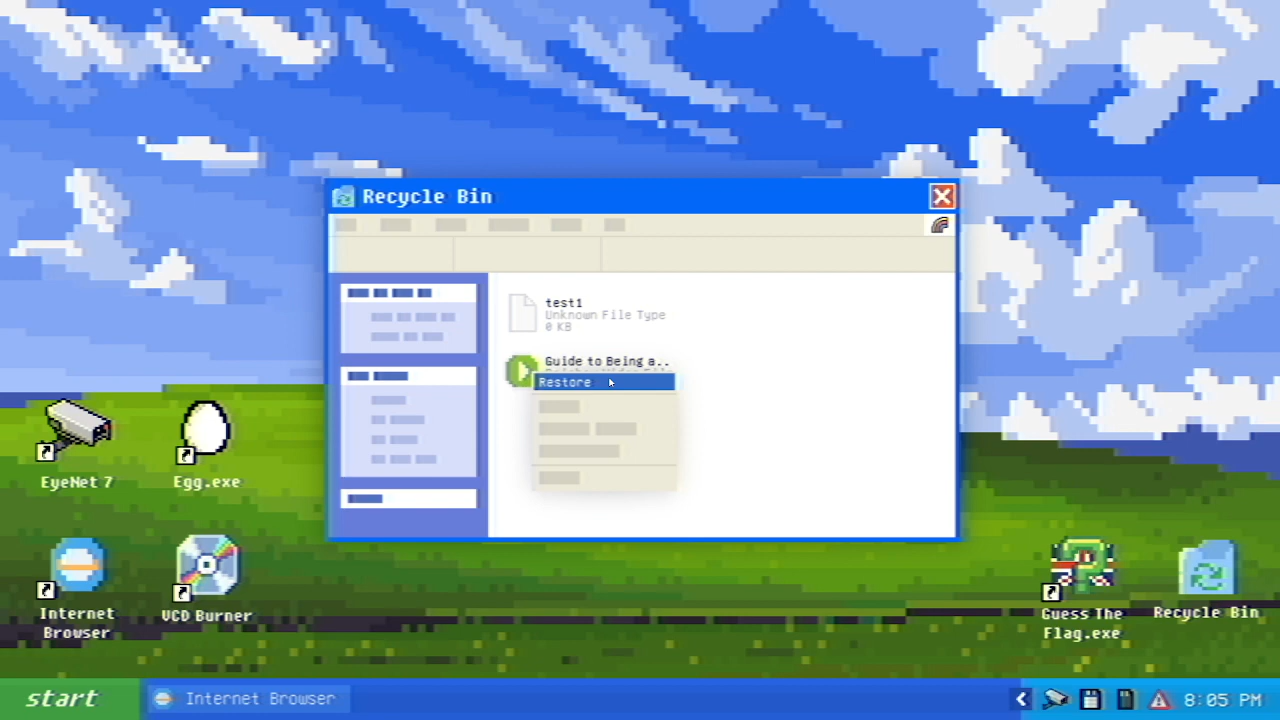 Recycle Bin
test1
Unknown File Type
0 KB
Guide to Being a..
Restore
EyeNet 7
Egg.exe
Internet
Browser
VCD Burner
Guess The
Flag.exe
Recycle Bin
start
Internet Browser
8:05 PM